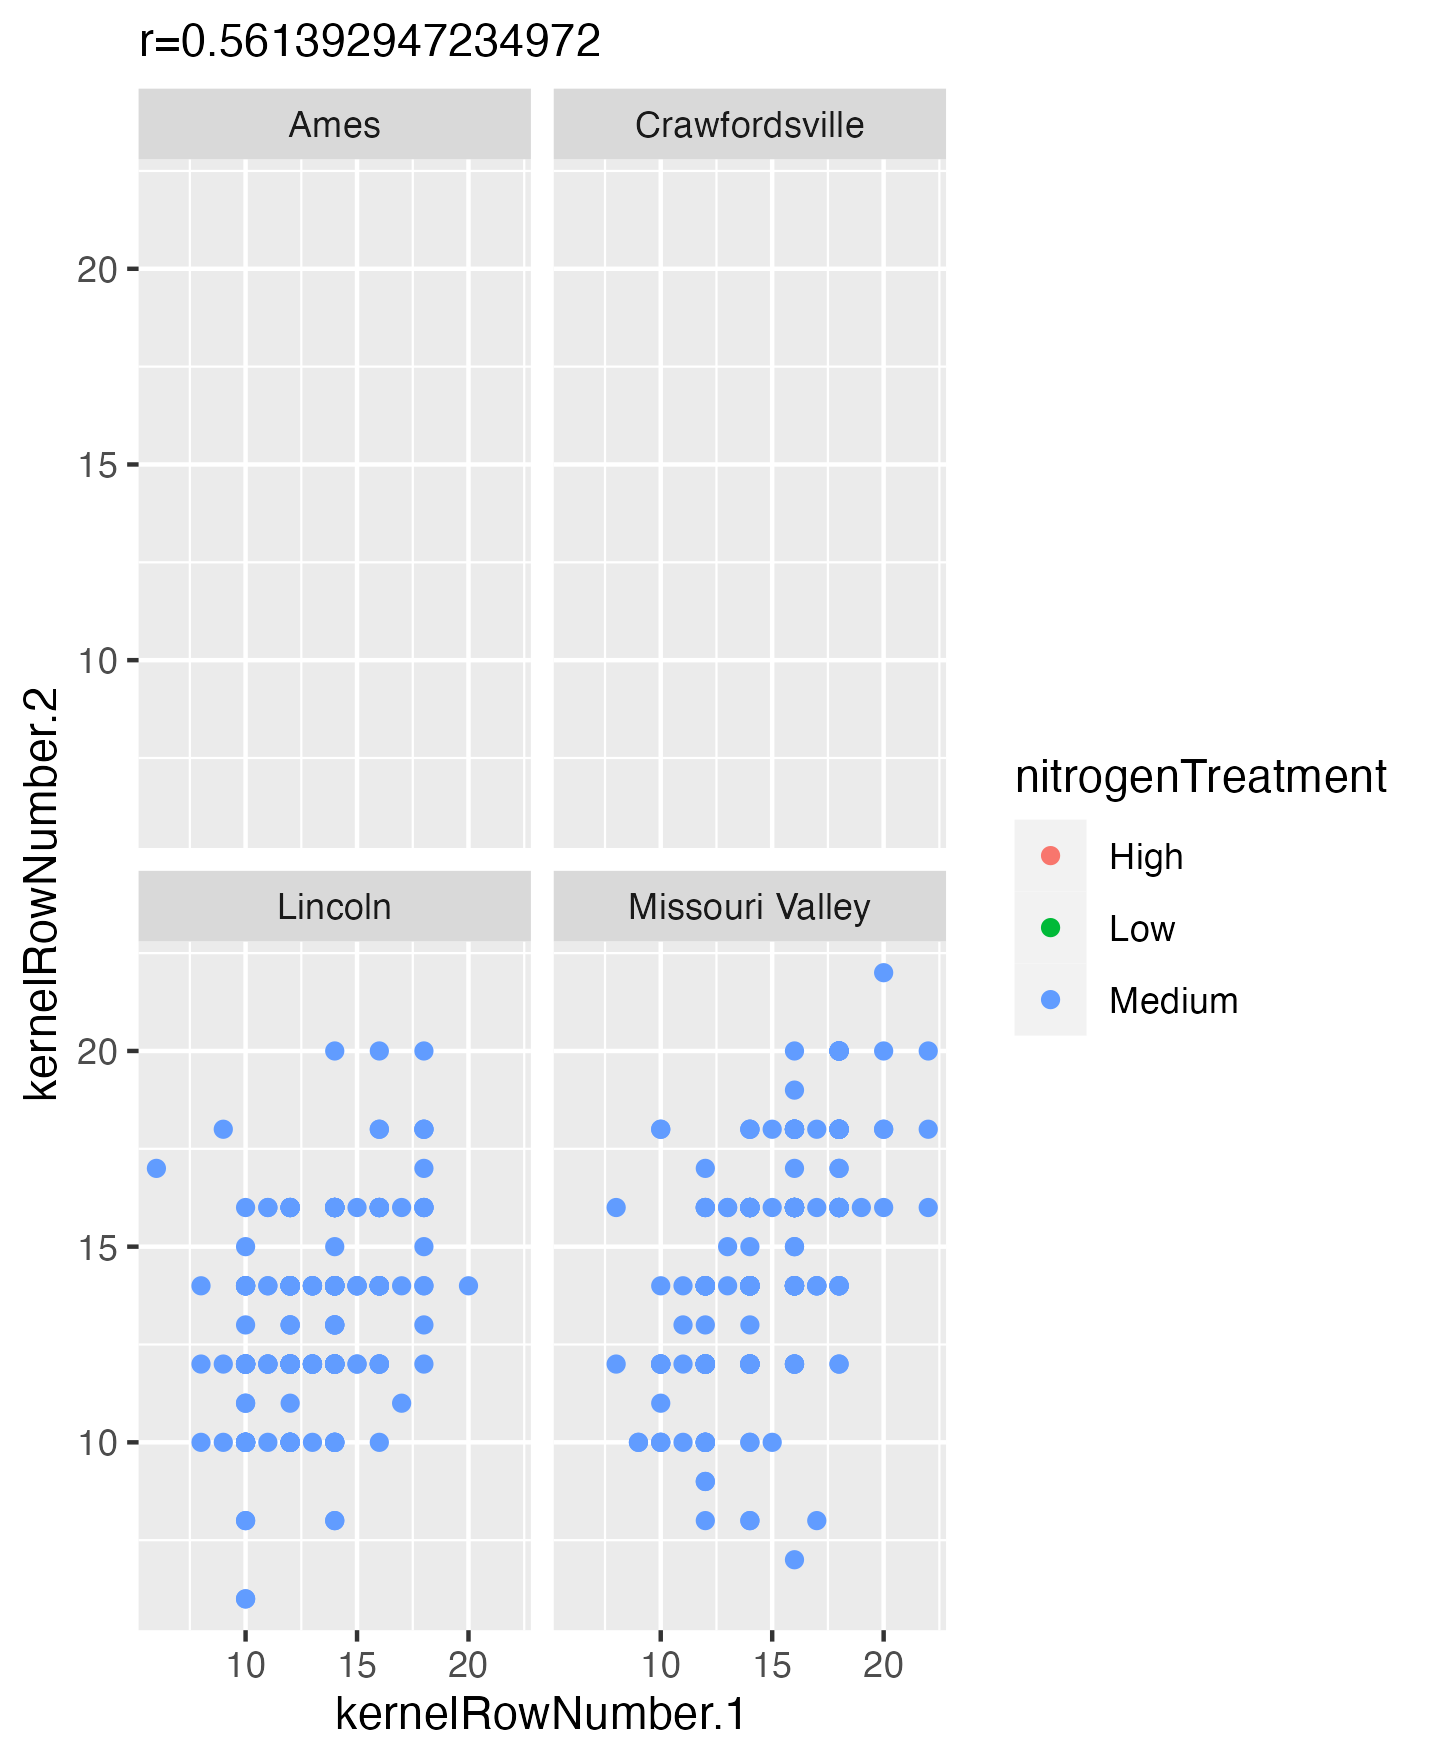 r=0.561392947234972
Ames
Crawfordsville
20
15
10
Lincoln
Missouri Valley
20
15
10
10
15
20
10
15
20
kernelRowNumber.1
kernelRowNumber.2
nitrogenTreatment
High
Low
Medium